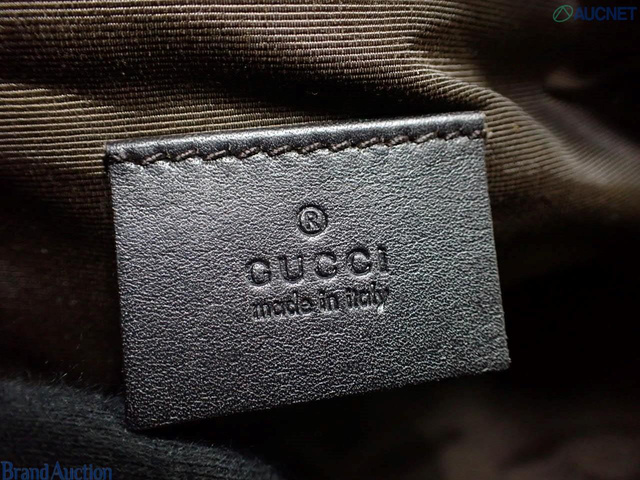 AUCNET
®
GUCCI
made in italy
Brand Auction